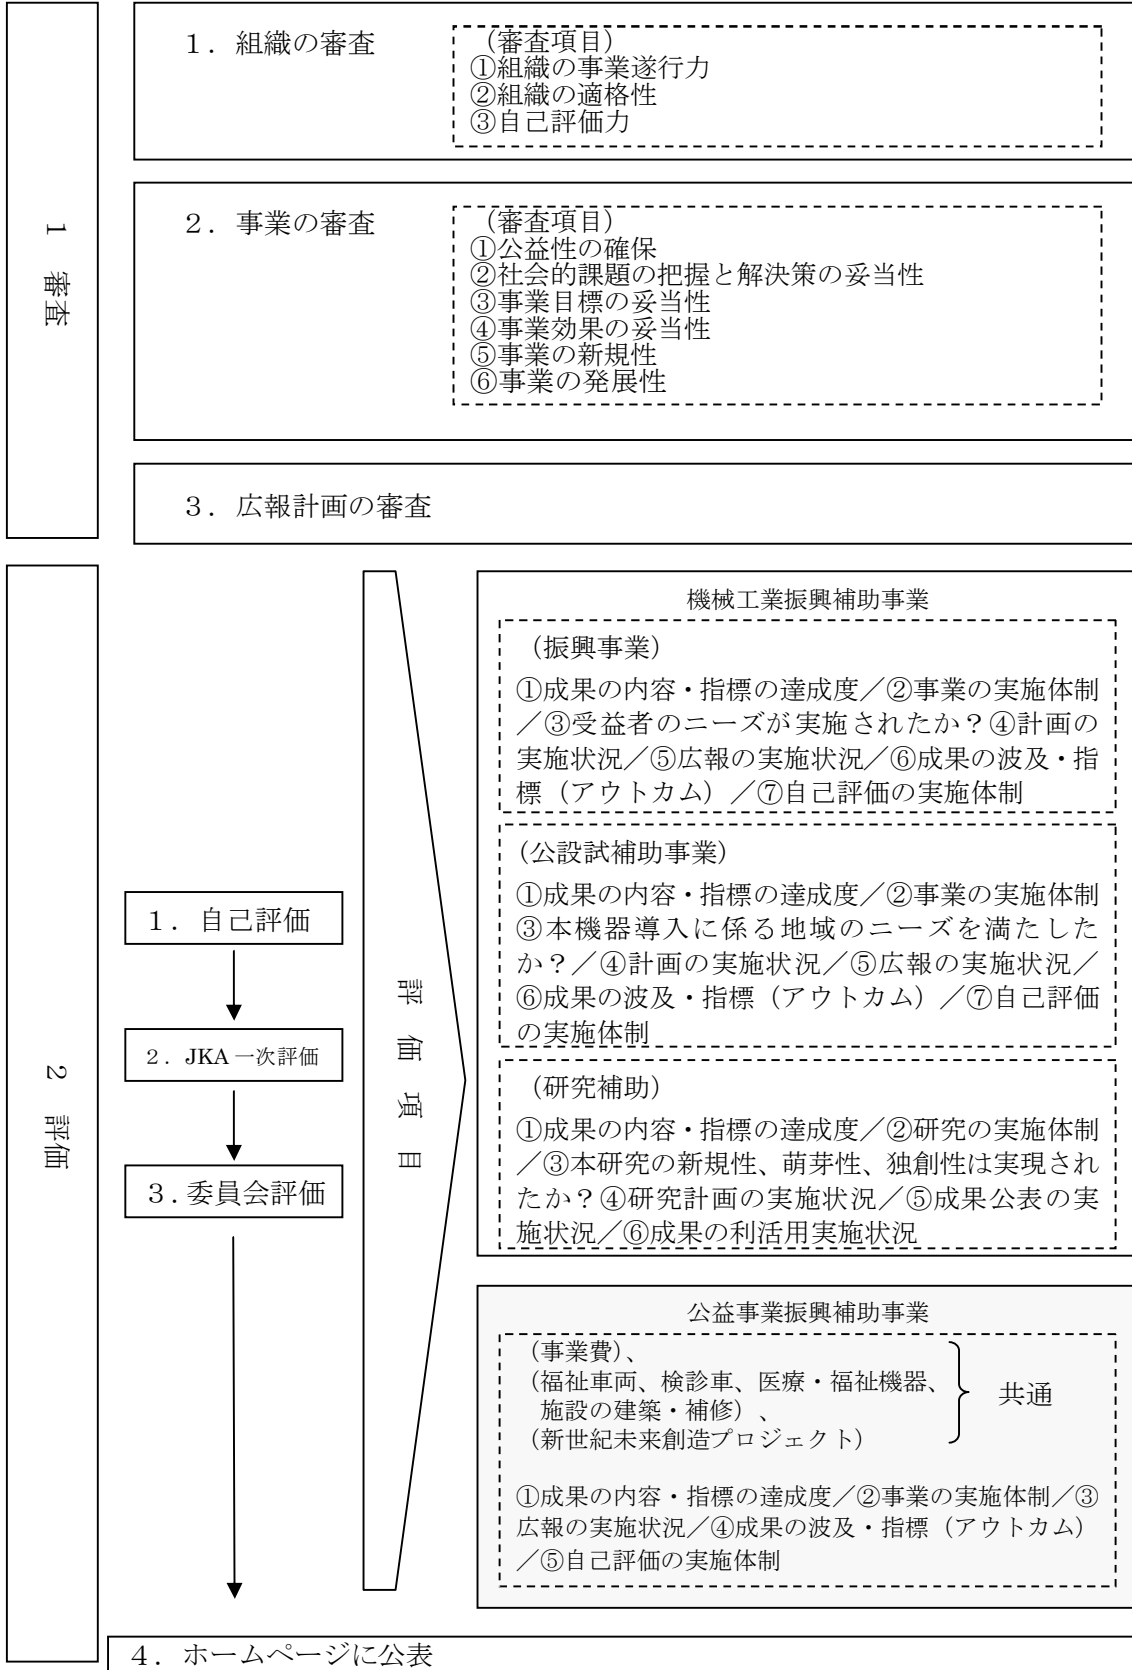 1 審査
１．組織の審査
（審査項目）
①組織の事業遂行力
②組織の適格性
③自己評価力
２．事業の審査
（審査項目）
①公益性の確保
②社会的課題の把握と解決策の妥当性
③事業目標の妥当性
④事業効果の妥当性
⑤事業の新規性
⑥事業の発展性
３．広報計画の審査
2 評価
１．自己評価
２．JKA 一次評価
３.委員会評価
評価項目
機械工業振興補助事業
（振興事業）
①成果の内容・指標の達成度／②事業の実施体制
／③受益者のニーズが実施されたか？④計画の
実施状況／⑤広報の実施状況／⑥成果の波及・指
標（アウトカム）／⑦自己評価の実施体制
（公設試補助事業）
①成果の内容・指標の達成度／②事業の実施体制
③本機器導入に係る地域のニーズを満たした
か？／④計画の実施状況／⑤広報の実施状況／
⑥成果の波及・指標（アウトカム）／⑦自己評価
の実施体制
（研究補助）
①成果の内容・指標の達成度／②研究の実施体制
／③本研究の新規性、萌芽性、独創性は実現され
たか？④研究計画の実施状況／⑤成果公表の実
施状況／⑥成果の利活用実施状況
公益事業振興補助事業
（事業費）、
（福祉車両、検診車、医療・福祉機器、
施設の建築・補修）、
（新世紀未来創造プロジェクト）
共通
①成果の内容・指標の達成度／②事業の実施体制／③
広報の実施状況／④成果の波及・指標（アウトカム）
／⑤自己評価の実施体制
４．ホームページに公表